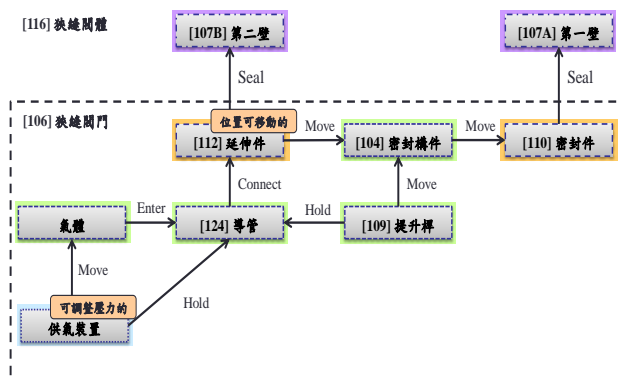 [116] 狹縫閥體
[107B] 第二壁
[107A] 第一壁
Seal
Seal
[106] 狹縫閥門
位置可移動的
Move
Move
[112] 延伸件
[104] 密封構件
[110] 密封件
Connect
Move
Enter
Hold
氣體
[124] 導管
[109] 提升桿
Move
Hold
可調整壓力的
供氣裝置